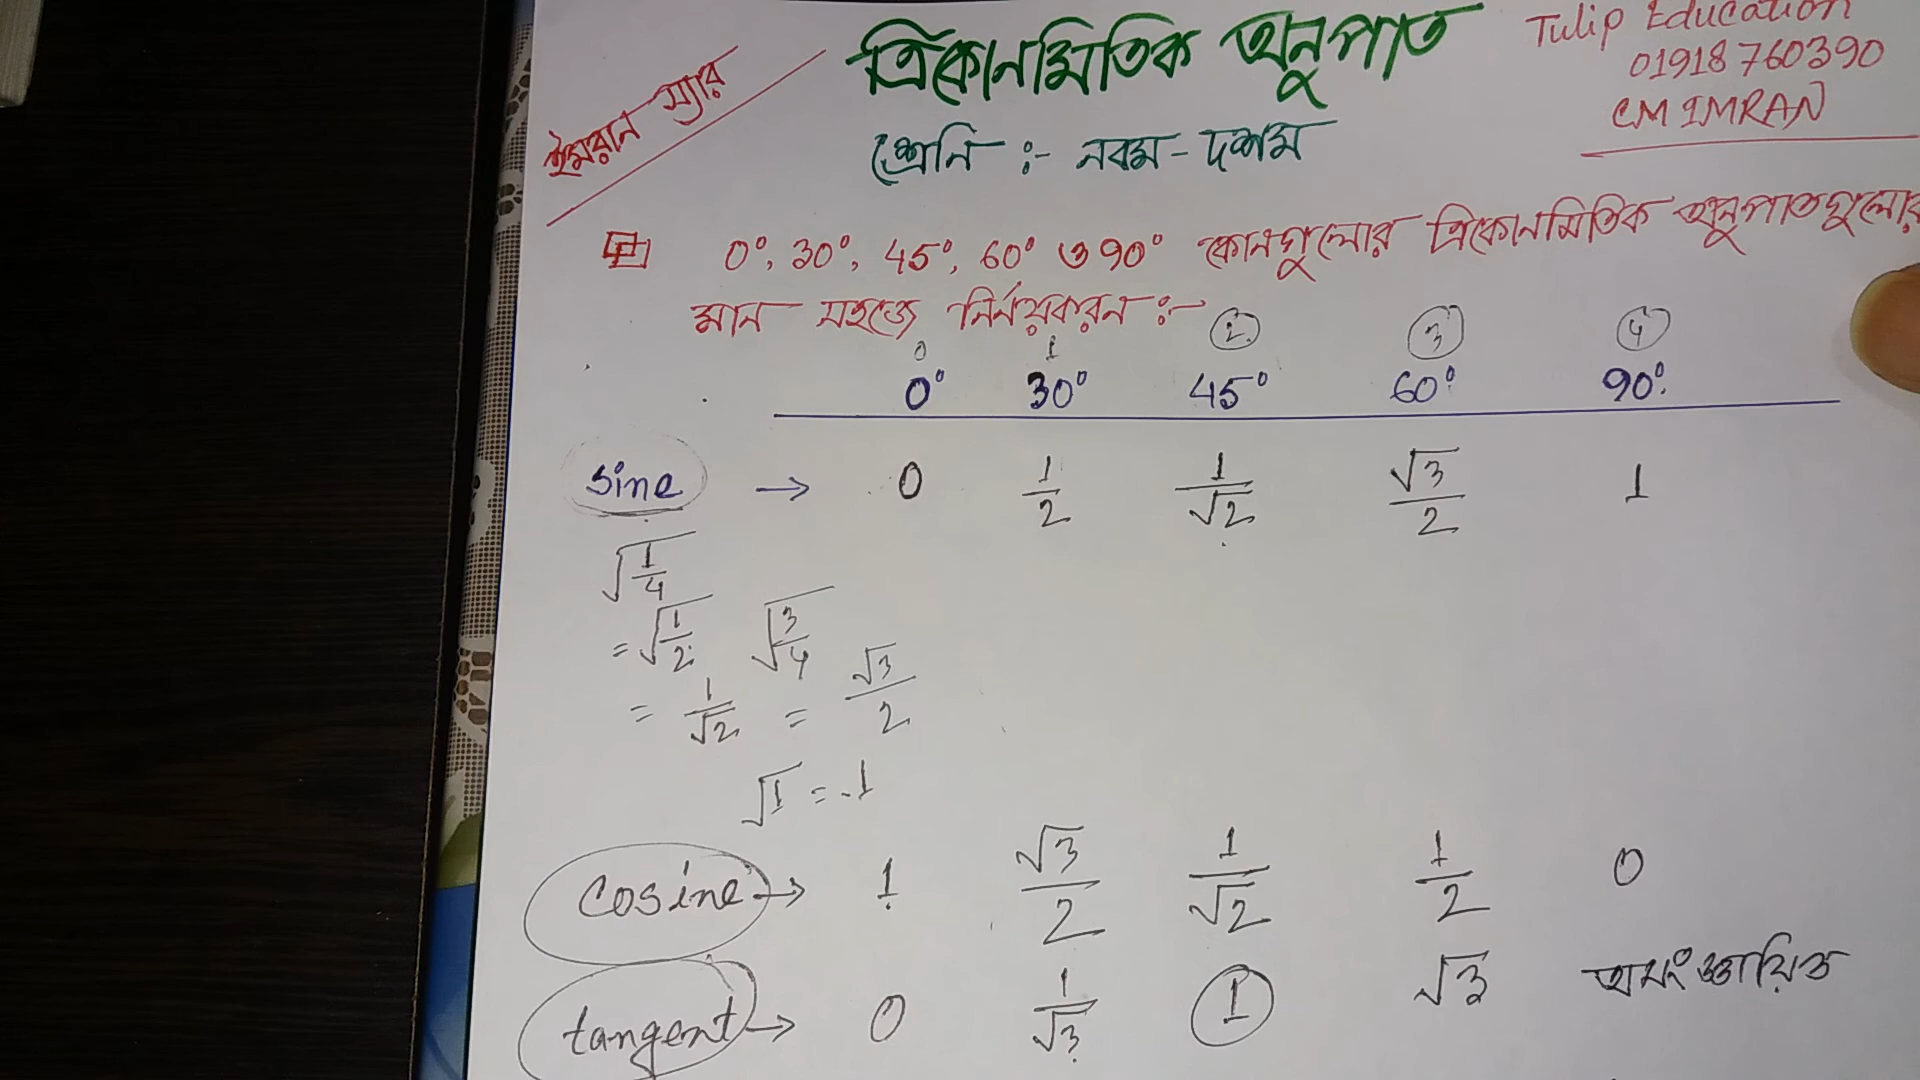 ইমরান স্যার
ত্রিকোনমিতিক অনুপাত
শ্রেনি :- নবম - দশম
Tulip Education
01918760390
CM IMRAN
0°, 30°, 45°, 60° ও 90° কোনগুলোর ত্রিকোনমিতিক অনুপাতগুলোর
মান সহজে নির্নয়করন :-
0 1 2 3 4
0° 30° 45° 60° 90°
sine → 0 1/2 1/√2 √3/2 1
√1/4
= √1/2 √3/4
= 1/√2 = √3/2
√1 = 1
cosine → 1 √3/2 1/√2 1/2 0
tangent → 0 1/√3 1 √3 অসংজ্ঞায়িত